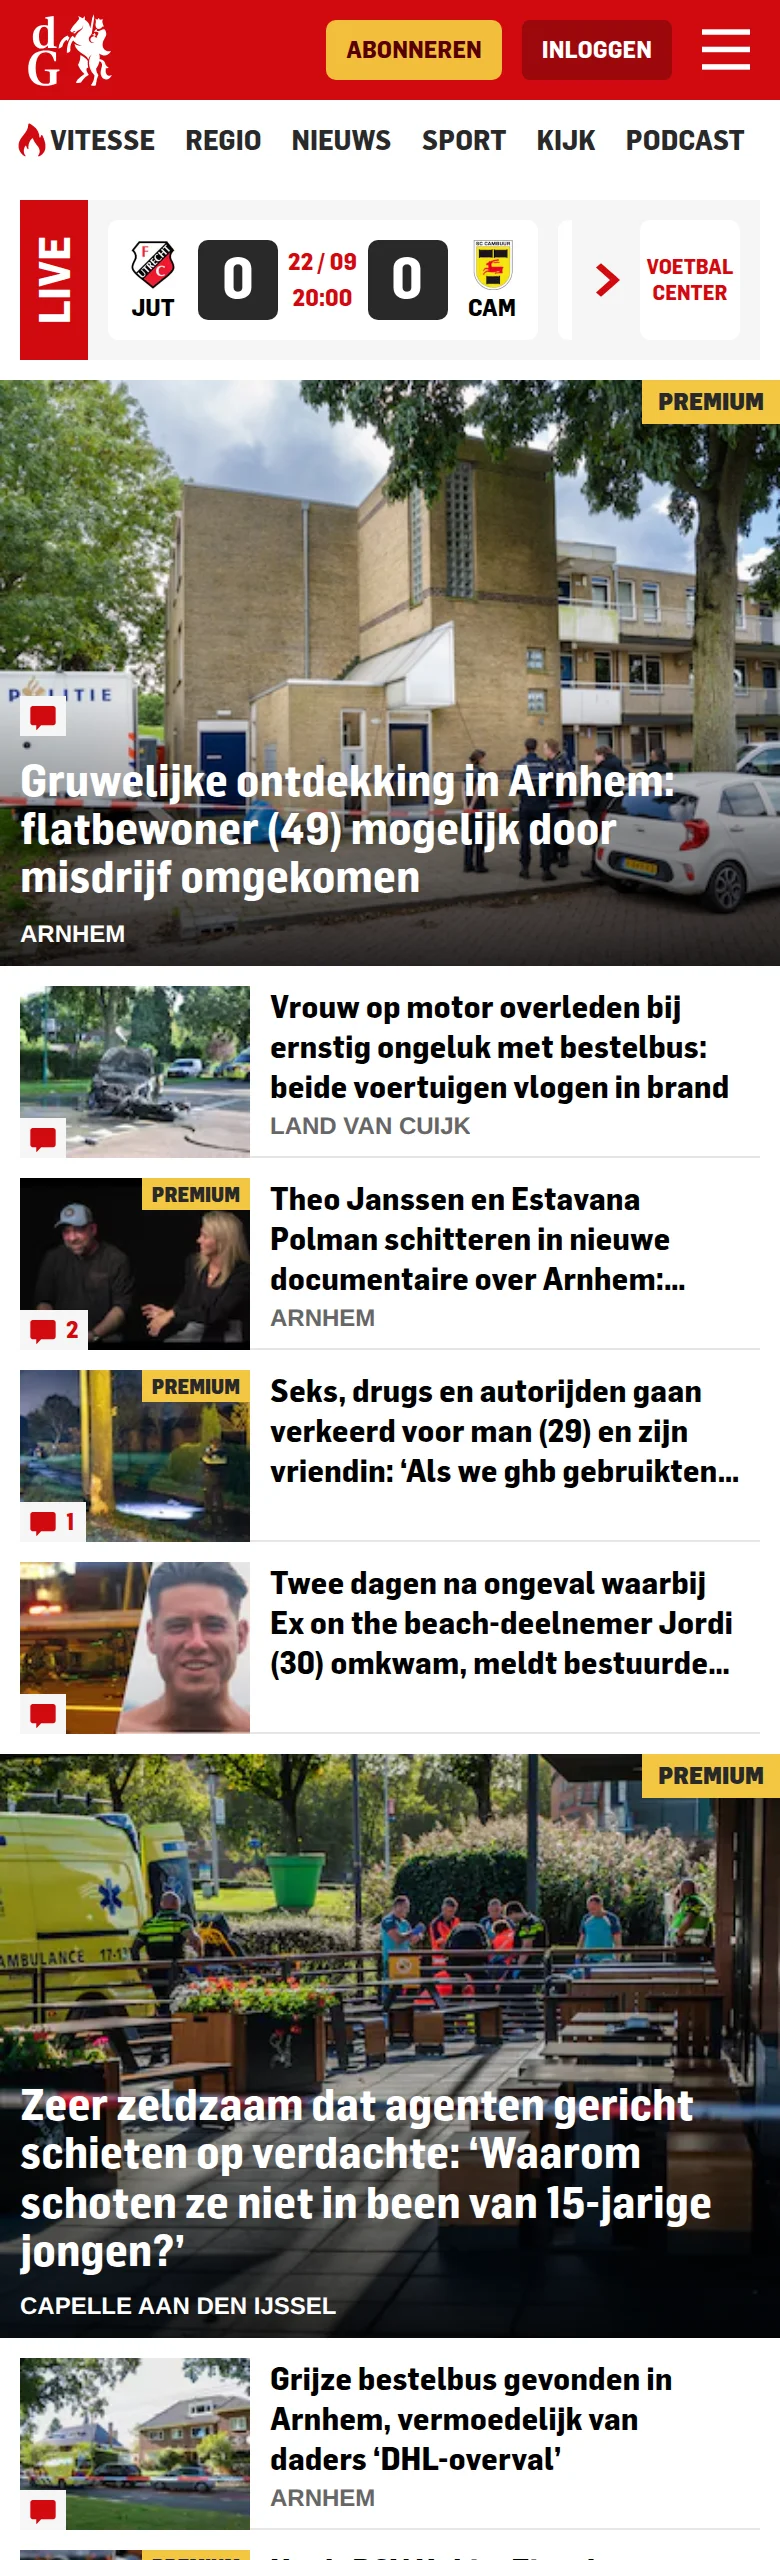 dG
ABONNEREN
INLOGGEN
VITESSE REGIO NIEUWS SPORT KIJK PODCAST
LIVE
FC UTRECHT
JUT
0
22 / 09
20:00
0
SC CAMBUUR
CAM
VOETBAL
CENTER
PREMIUM
POLITIE
Gruwelijke ontdekking in Arnhem:
flatbewoner (49) mogelijk door
misdrijf omgekomen
ARNHEM
Vrouw op motor overleden bij
ernstig ongeluk met bestelbus:
beide voertuigen vlogen in brand
LAND VAN CUIJK
PREMIUM
2
Theo Janssen en Estavana
Polman schitteren in nieuwe
documentaire over Arnhem:...
ARNHEM
PREMIUM
1
Seks, drugs en autorijden gaan
verkeerd voor man (29) en zijn
vriendin: ‘Als we ghb gebruikten...
Twee dagen na ongeval waarbij
Ex on the beach-deelnemer Jordi
(30) omkwam, meldt bestuurde...
PREMIUM
AMBULANCE
Zeer zeldzaam dat agenten gericht
schieten op verdachte: ‘Waarom
schoten ze niet in been van 15-jarige
jongen?’
CAPELLE AAN DEN IJSSEL
Grijze bestelbus gevonden in
Arnhem, vermoedelijk van
daders ‘DHL-overval’
ARNHEM